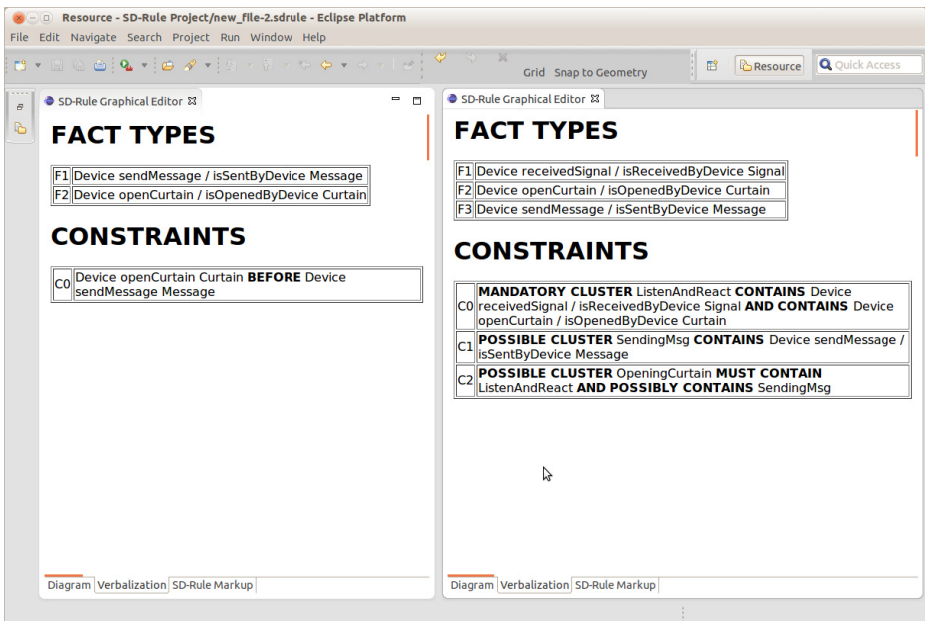 Resource - SD-Rule Project/new_file-2.sdrule - Eclipse Platform
File Edit Navigate Search Project Run Window Help
Grid Snap to Geometry
Resource
Quick Access
SD-Rule Graphical Editor
FACT TYPES
F1 Device sendMessage / isSentByDevice Message
F2 Device openCurtain / isOpenedByDevice Curtain
CONSTRAINTS
C0 Device openCurtain Curtain BEFORE Device
sendMessage Message
Diagram Verbalization SD-Rule Markup
SD-Rule Graphical Editor
FACT TYPES
F1 Device receivedSignal / isReceivedByDevice Signal
F2 Device openCurtain / isOpenedByDevice Curtain
F3 Device sendMessage / isSentByDevice Message
CONSTRAINTS
C0 MANDATORY CLUSTER ListenAndReact CONTAINS Device
receivedSignal / isReceivedByDevice Signal AND CONTAINS Device
openCurtain / isOpenedByDevice Curtain
C1 POSSIBLE CLUSTER SendingMsg CONTAINS Device sendMessage /
isSentByDevice Message
C2 POSSIBLE CLUSTER OpeningCurtain MUST CONTAIN
ListenAndReact AND POSSIBLY CONTAINS SendingMsg
Diagram Verbalization SD-Rule Markup